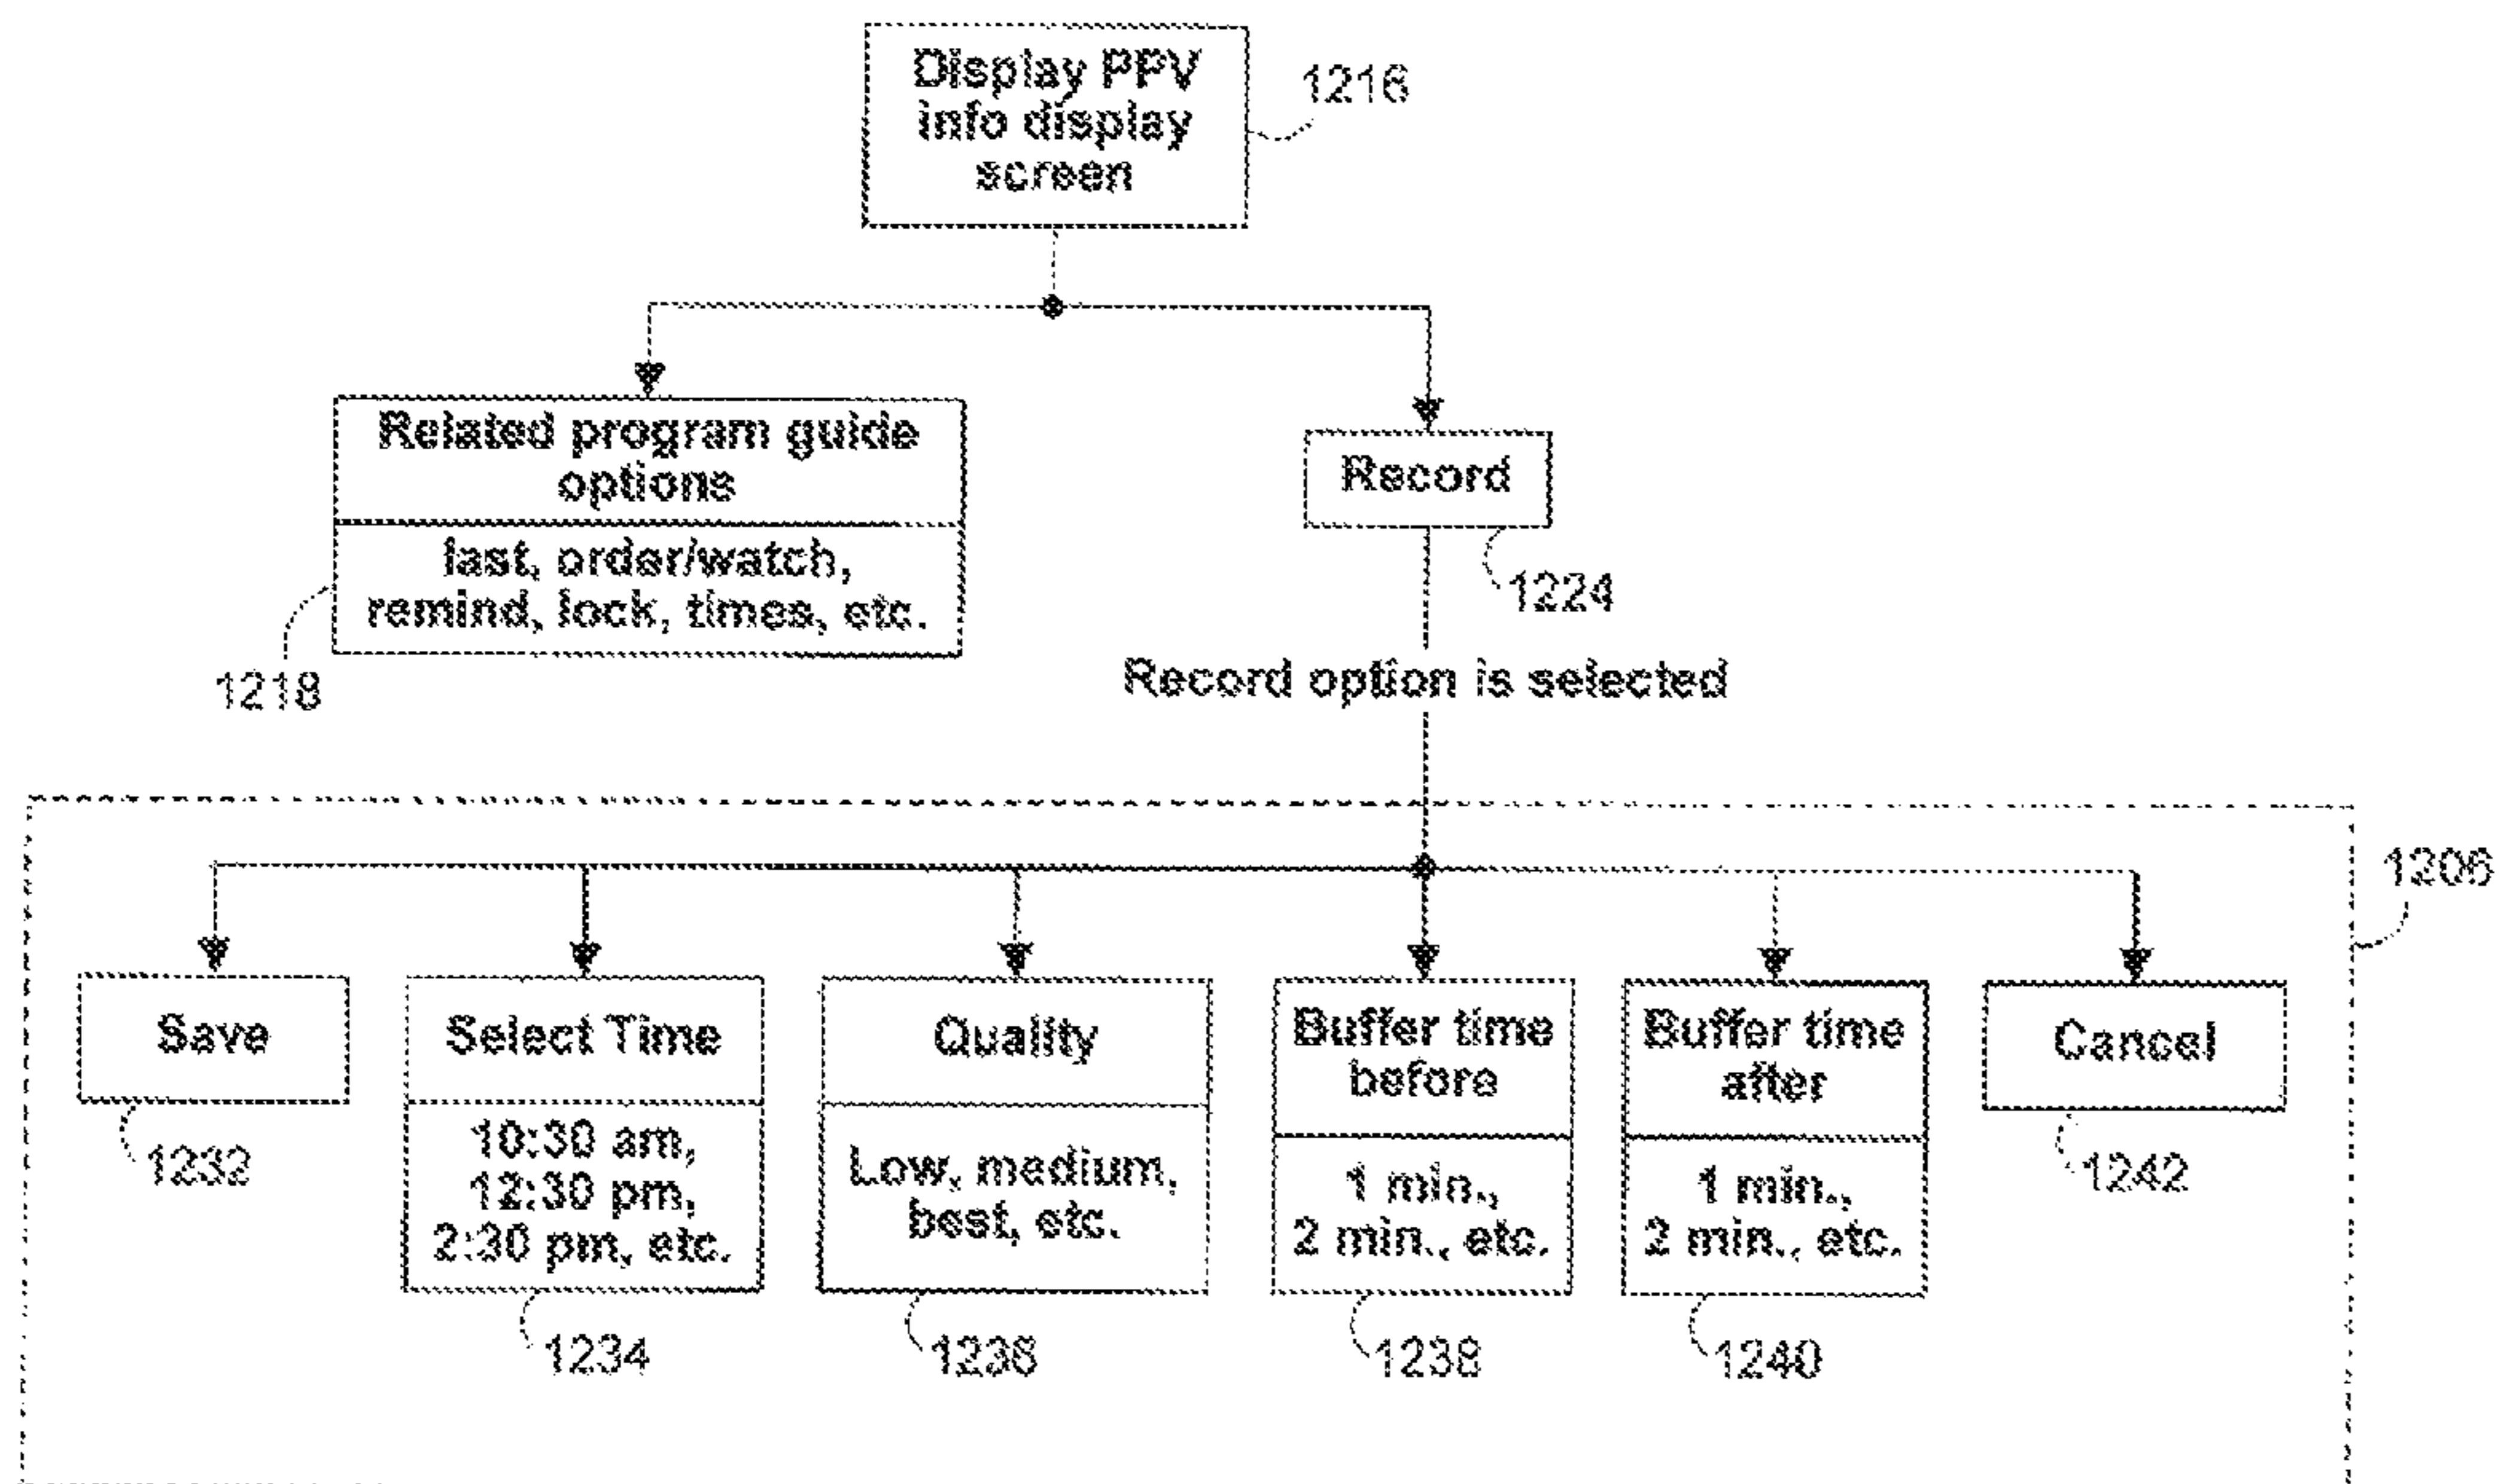 Display PPV
info display
screen
1216
Related program guide
options
last, order/watch,
remind, lock, times, etc.
1218
Record
1224
Record option is selected
1206
Save
1232
Select Time
10:30 am,
12:30 pm,
2:30 pm, etc.
1234
Quality
Low, medium,
best, etc.
1236
Buffer time
before
1 min.,
2 min., etc.
1238
Buffer time
after
1 min.,
2 min., etc.
1240
Cancel
1242